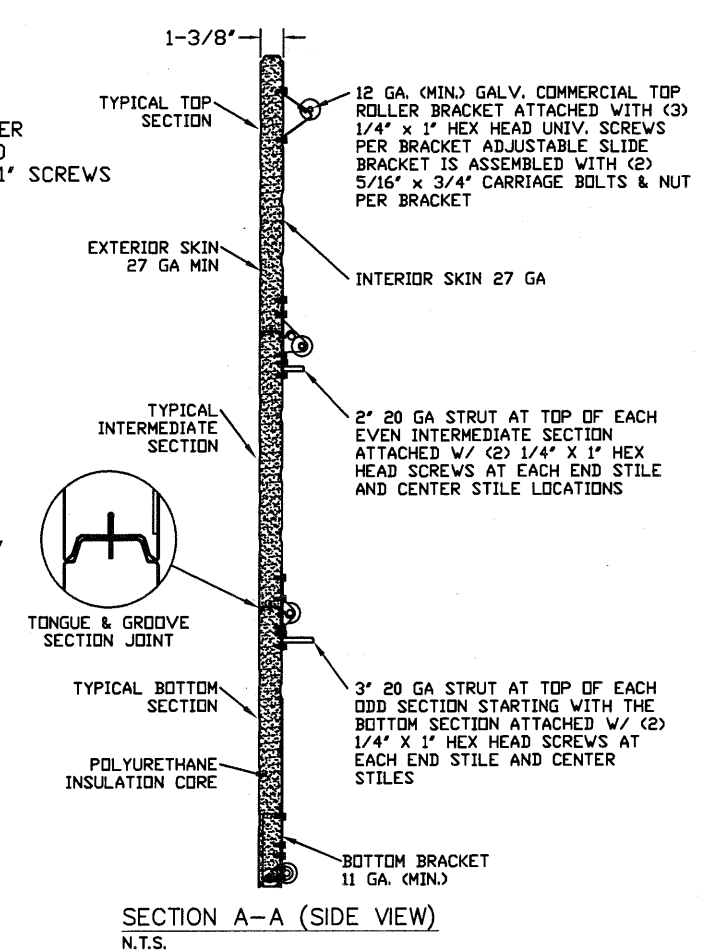 1-3/8"
TYPICAL TOP
SECTION
12 GA. (MIN.) GALV. COMMERCIAL TOP
ROLLER BRACKET ATTACHED WITH (3)
1/4" x 1" HEX HEAD UNIV. SCREWS
PER BRACKET ADJUSTABLE SLIDE
BRACKET IS ASSEMBLED WITH (2)
5/16" x 3/4" CARRIAGE BOLTS & NUT
PER BRACKET
ER
1" SCREWS
EXTERIOR SKIN
27 GA MIN
INTERIOR SKIN 27 GA
TYPICAL
INTERMEDIATE
SECTION
2" 20 GA STRUT AT TOP OF EACH
EVEN INTERMEDIATE SECTION
ATTACHED W/ (2) 1/4" X 1" HEX
HEAD SCREWS AT EACH END STILE
AND CENTER STILE LOCATIONS
TONGUE & GROOVE
SECTION JOINT
TYPICAL BOTTOM
SECTION
3" 20 GA STRUT AT TOP OF EACH
ODD SECTION STARTING WITH THE
BOTTOM SECTION ATTACHED W/ (2)
1/4" X 1" HEX HEAD SCREWS AT
EACH END STILE AND CENTER
STILES
POLYURETHANE
INSULATION CORE
BOTTOM BRACKET
11 GA. (MIN.)
SECTION A-A (SIDE VIEW)
N.T.S.